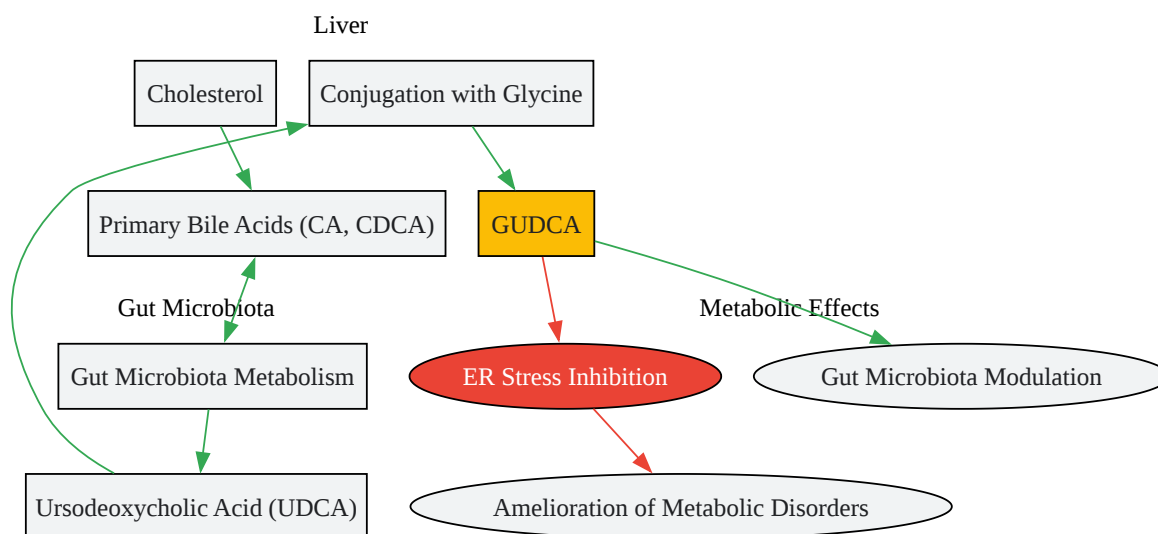 Liver
Cholesterol
Conjugation with Glycine
Primary Bile Acids (CA, CDCA)
GUDCA
Gut Microbiota
Metabolic Effects
Gut Microbiota Metabolism
ER Stress Inhibition
Gut Microbiota Modulation
Ursodeoxycholic Acid (UDCA)
Amelioration of Metabolic Disorders